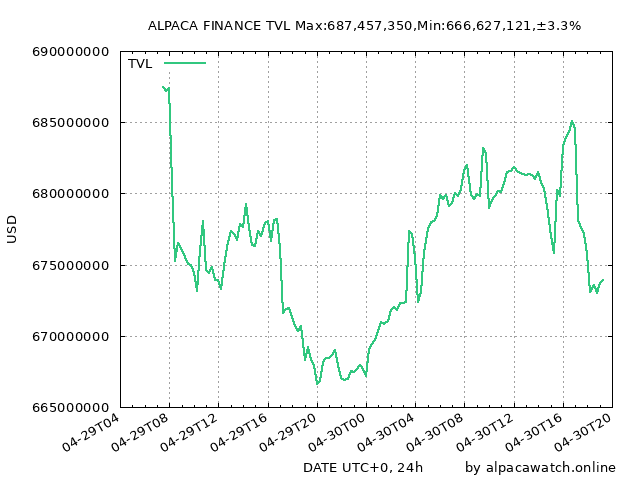 ALPACA FINANCE TVL Max:687,457,350,Min:666,627,121,±3.3%
690000000
TVL
685000000
680000000
USD
675000000
670000000
665000000
04-29T04
04-29T08
04-29T12
04-29T16
04-29T20
04-30T00
04-30T04
04-30T08
04-30T12
04-30T16
04-30T20
DATE UTC+0, 24h
by alpacawatch.online